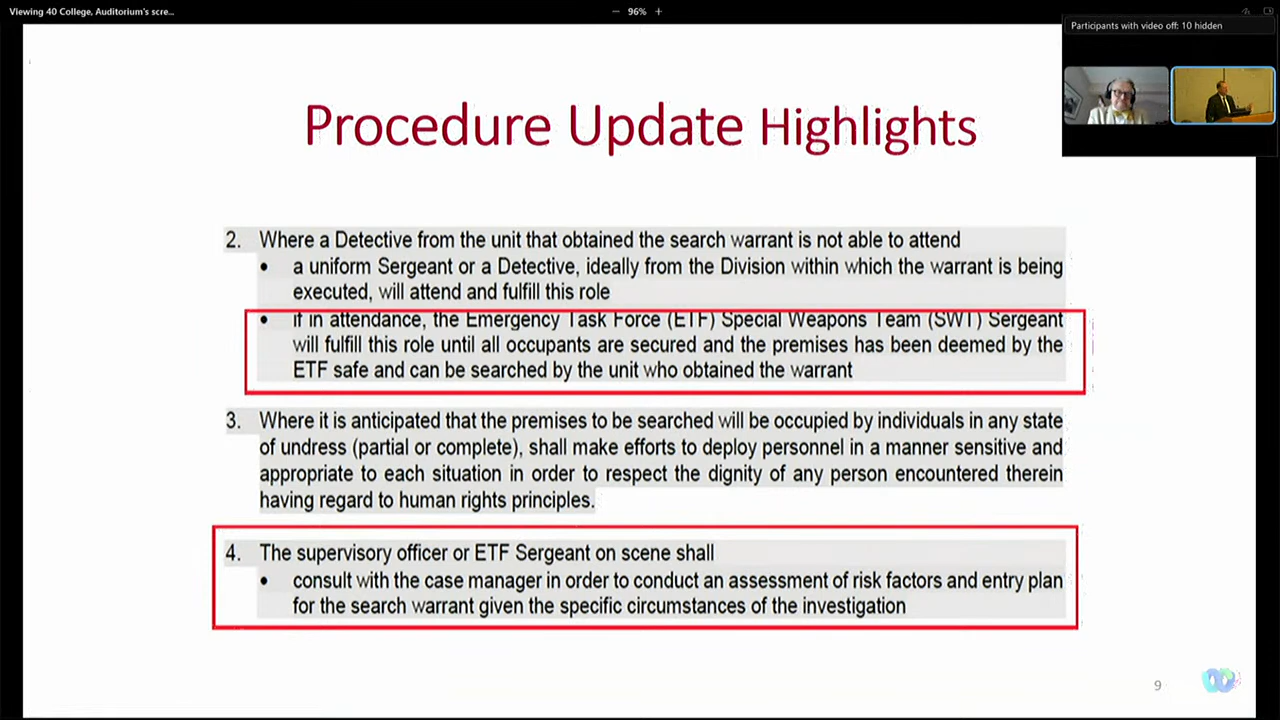 Viewing 40 College, Auditorium's scre...
96%
Participants with video off: 10 hidden
Procedure Update Highlights
2. Where a Detective from the unit that obtained the search warrant is not able to attend
• a uniform Sergeant or a Detective, ideally from the Division within which the warrant is being
executed, will attend and fulfill this role
• if in attendance, the Emergency Task Force (ETF) Special Weapons Team (SWT) Sergeant
will fulfill this role until all occupants are secured and the premises has been deemed by the
ETF safe and can be searched by the unit who obtained the warrant
3. Where it is anticipated that the premises to be searched will be occupied by individuals in any state
of undress (partial or complete), shall make efforts to deploy personnel in a manner sensitive and
appropriate to each situation in order to respect the dignity of any person encountered therein
having regard to human rights principles.
4. The supervisory officer or ETF Sergeant on scene shall
• consult with the case manager in order to conduct an assessment of risk factors and entry plan
for the search warrant given the specific circumstances of the investigation
9